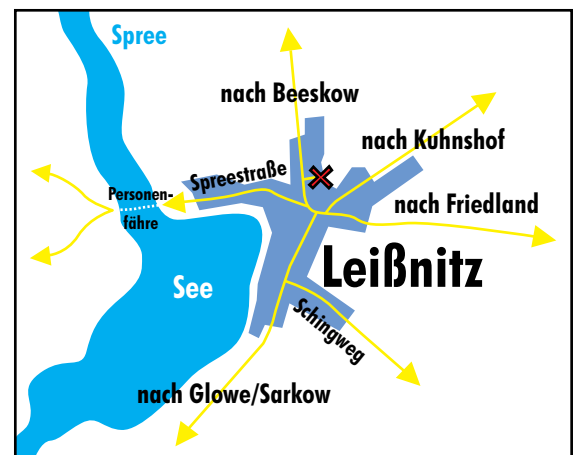 Spree
nach Beeskow
nach Kuhnshof
Spreestraße
Personen-
fähre
nach Friedland
Leißnitz
See
Schingweg
nach Glowe/Sarkow